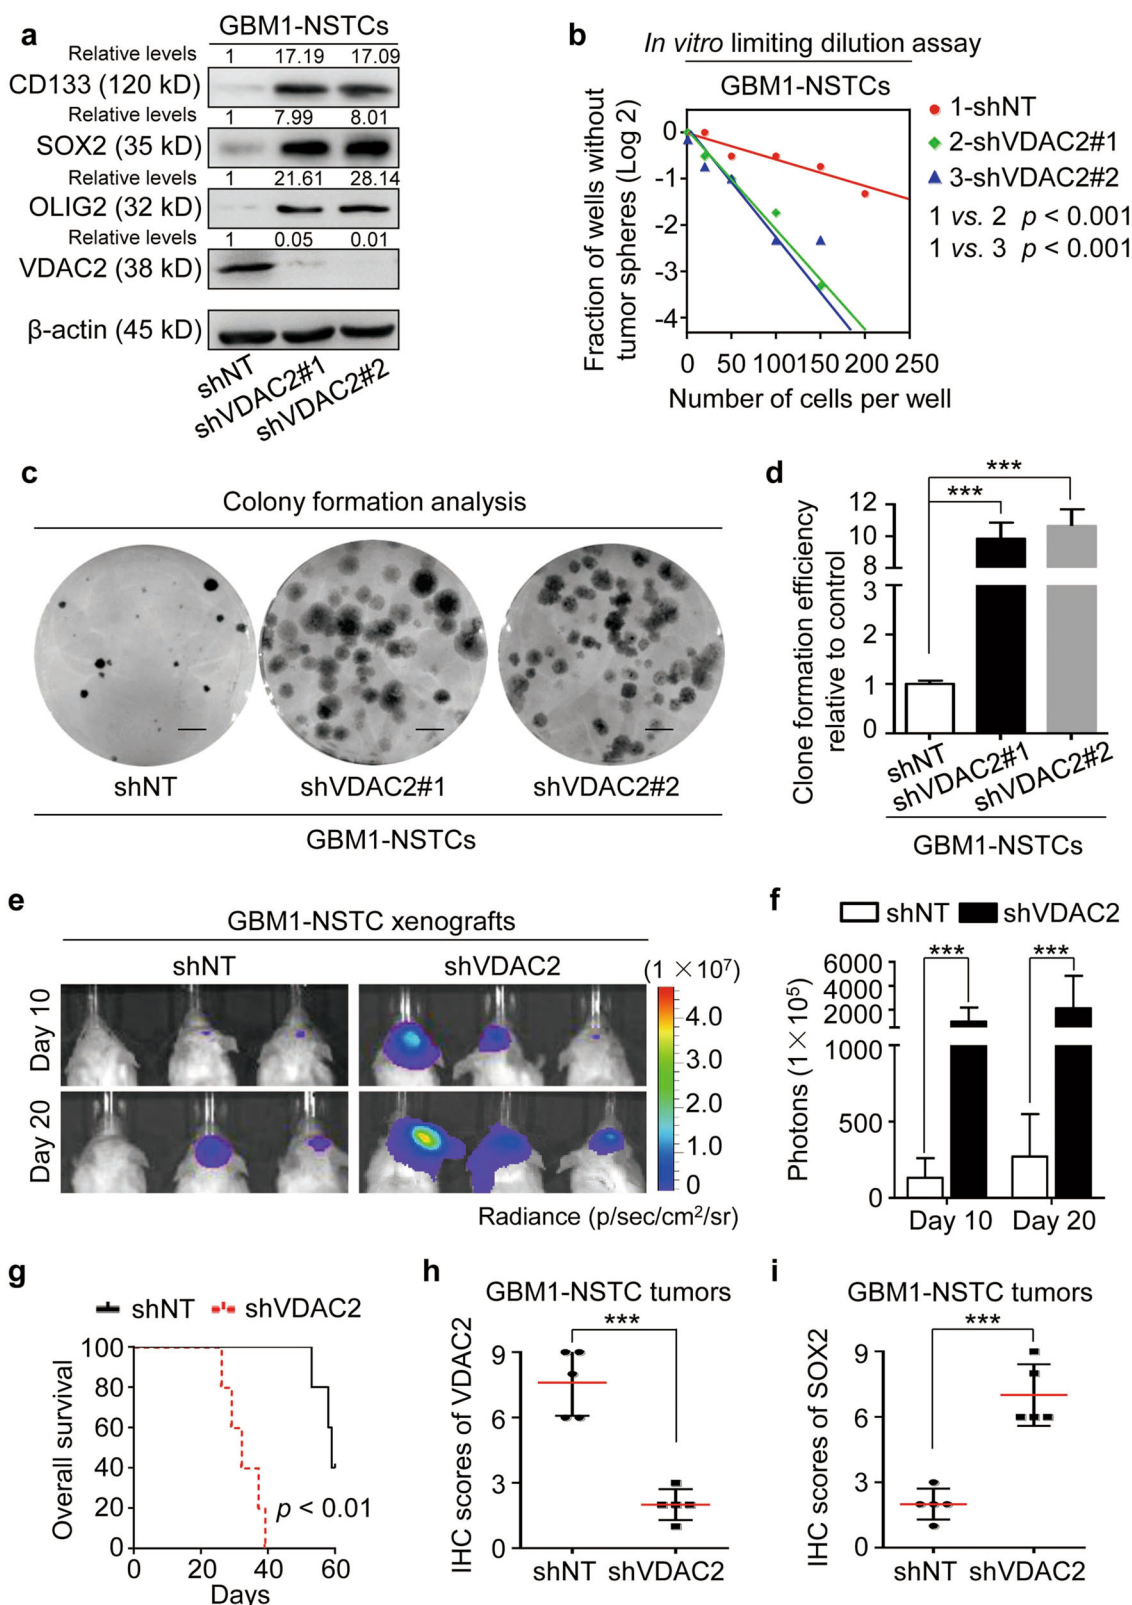 a
GBM1-NSTCs
Relative levels 1 17.19 17.09
CD133 (120 kD)
Relative levels 1 7.99 8.01
SOX2 (35 kD)
Relative levels 1 21.61 28.14
OLIG2 (32 kD)
Relative levels 1 0.05 0.01
VDAC2 (38 kD)
β-actin (45 kD)
shNT
shVDAC2#1
shVDAC2#2
b
In vitro limiting dilution assay
GBM1-NSTCs
Fraction of wells without
tumor spheres (Log 2)
0
-1
-2
-3
-4
0 50 100 150 200 250
Number of cells per well
1-shNT
2-shVDAC2#1
3-shVDAC2#2
1 vs. 2 p < 0.001
1 vs. 3 p < 0.001
c
Colony formation analysis
shNT shVDAC2#1 shVDAC2#2
GBM1-NSTCs
d
Clone formation efficiency
relative to control
*** ***
12
10
8
3
2
1
0
shNT
shVDAC2#1
shVDAC2#2
GBM1-NSTCs
e
GBM1-NSTC xenografts
shNT shVDAC2 (1 × 10⁷)
Day 10
Day 20
4.0
3.0
2.0
1.0
0
Radiance (p/sec/cm²/sr)
f
shNT shVDAC2
*** ***
Photons (1 × 10⁵)
6000
4000
2000
1000
500
0
Day 10 Day 20
g
shNT shVDAC2
Overall survival
100
80
60
40
20
0
p < 0.01
0 20 40 60
Days
h
GBM1-NSTC tumors
***
IHC scores of VDAC2
9
6
3
0
shNT shVDAC2
i
GBM1-NSTC tumors
***
IHC scores of SOX2
9
6
3
0
shNT shVDAC2